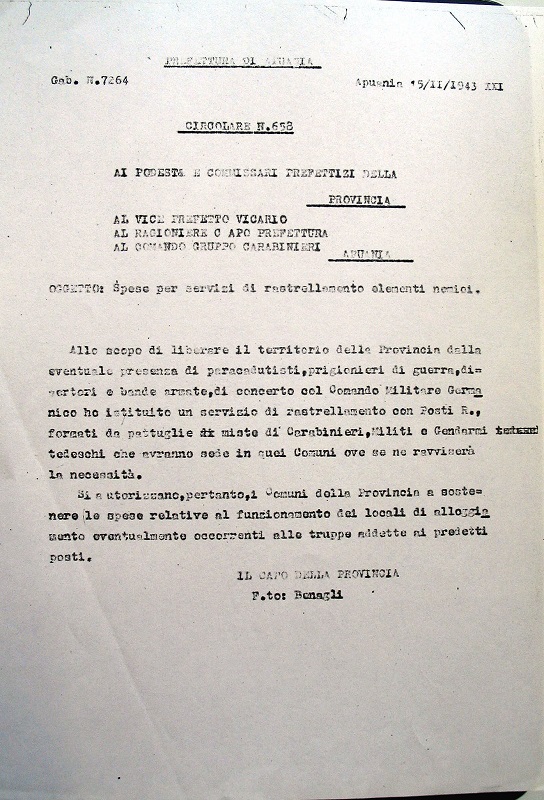 PREFETTURA DI APUANIA
Gab. N.7264
Apuania 15/II/1943 XXI
CIRCOLARE N.658
AI PODESTA E COMMISSARI PREFETTIZI DELLA
PROVINCIA
AL VICE PREFETTO VICARIO
AL RAGIONIERE C APO PREFETTURA
AL COMANDO GRUPPO CARABINIERI
APUANIA
OGGETTO: Spese per servizi di rastrellamento elementi nemici.
Allo scopo di liberare il territorio della Provincia dalla
eventuale presenza di paracadutisti,prigionieri di guerra,di=
sertori e bande armate,di concerto col Comando Militare Germa
nico ho istituito un servizio di rastrellamento con Posti R.,
formati da pattuglie miste di Carabinieri,Militi e Gendarmi
tedeschi che avranno sede in quei Comuni ove se ne ravviserà
la necessità.
Si autorizzano,pertanto,i Comuni della Provincia a soste=
nere le spese relative al funzionamento dei locali di alloggia
mento eventualmente occorrenti alle truppe addette ai predetti
posti.
IL CAPO DELLA PROVINCIA
F.to: Bonagli